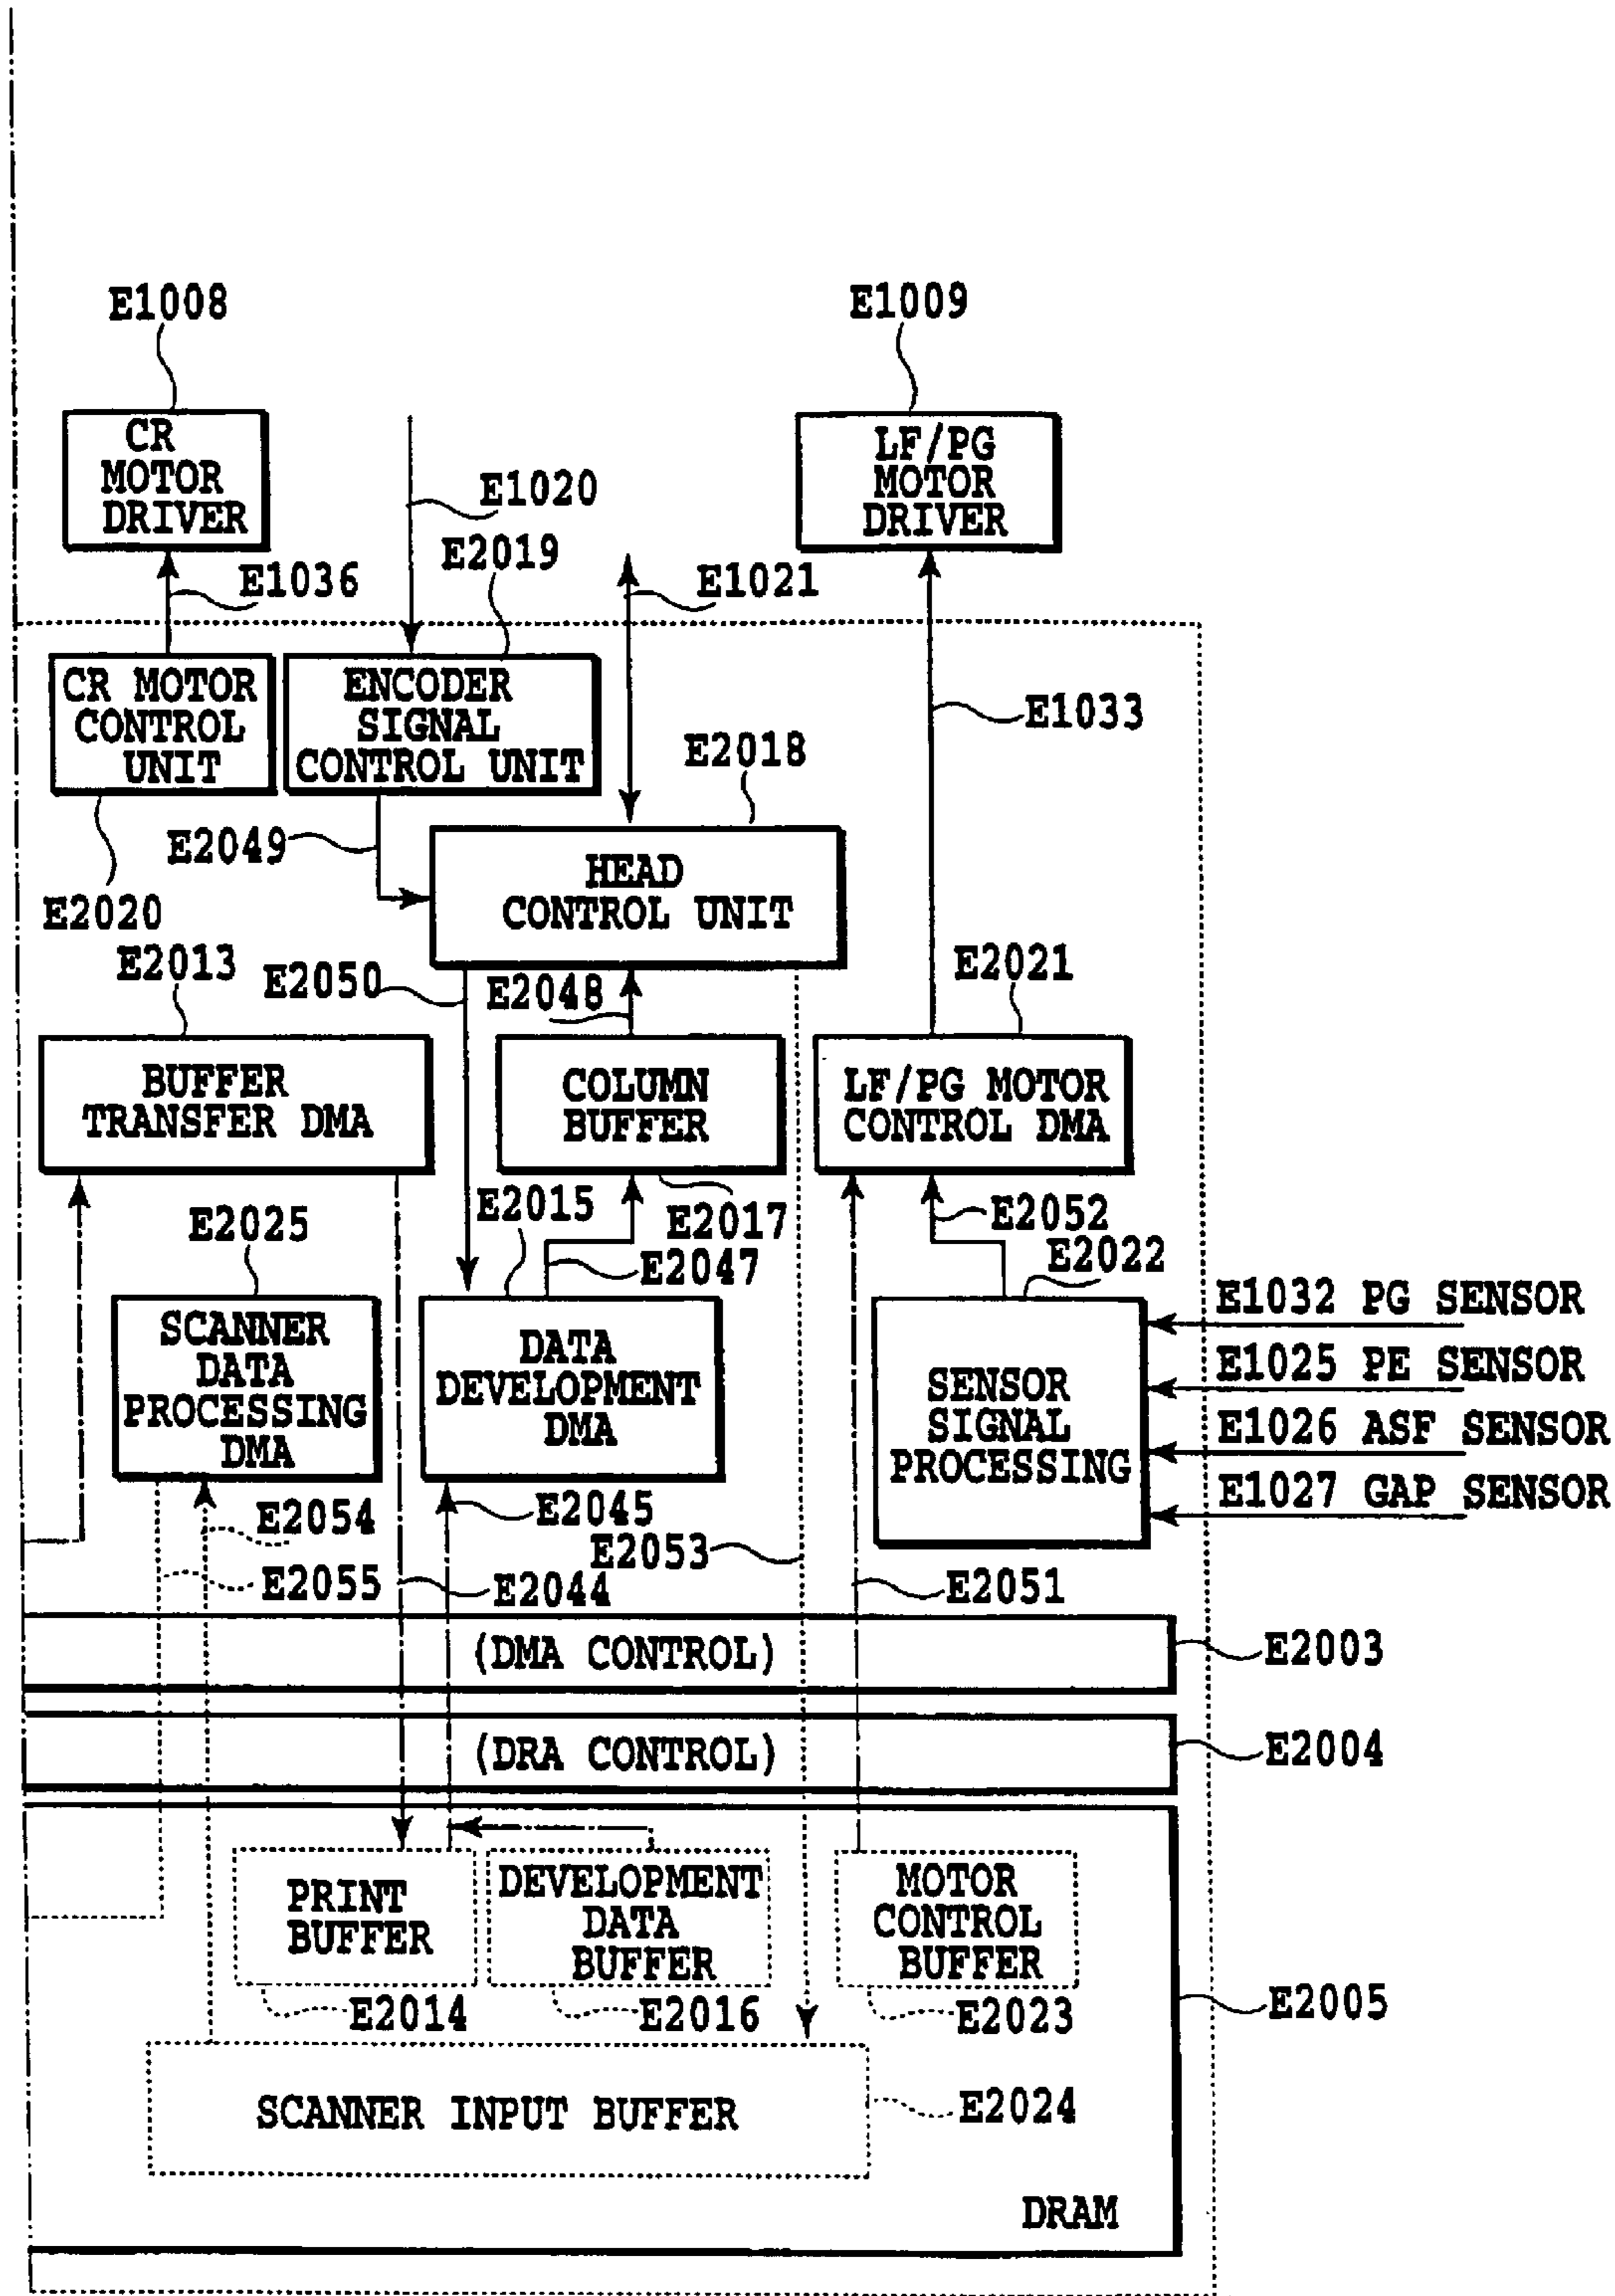 E1008
E1009
CR
MOTOR
DRIVER
LF/PG
MOTOR
DRIVER
E1020
E2019
E1036
E1021
CR MOTOR
CONTROL
UNIT
ENCODER
SIGNAL
CONTROL UNIT
E1033
E2018
E2049
HEAD
CONTROL UNIT
E2020
E2013
E2050
E2048
E2021
BUFFER
TRANSFER DMA
COLUMN
BUFFER
LF/PG MOTOR
CONTROL DMA
E2025
E2015
E2017
E2047
E2052
E2022
SCANNER
DATA
PROCESSING
DMA
DATA
DEVELOPMENT
DMA
SENSOR
SIGNAL
PROCESSING
E1032 PG SENSOR
E1025 PE SENSOR
E1026 ASF SENSOR
E1027 GAP SENSOR
E2054
E2045
E2053
E2055
E2044
E2051
(DMA CONTROL)
E2003
(DRA CONTROL)
E2004
PRINT
BUFFER
DEVELOPMENT
DATA
BUFFER
MOTOR
CONTROL
BUFFER
E2014
E2016
E2023
E2005
SCANNER INPUT BUFFER
E2024
DRAM